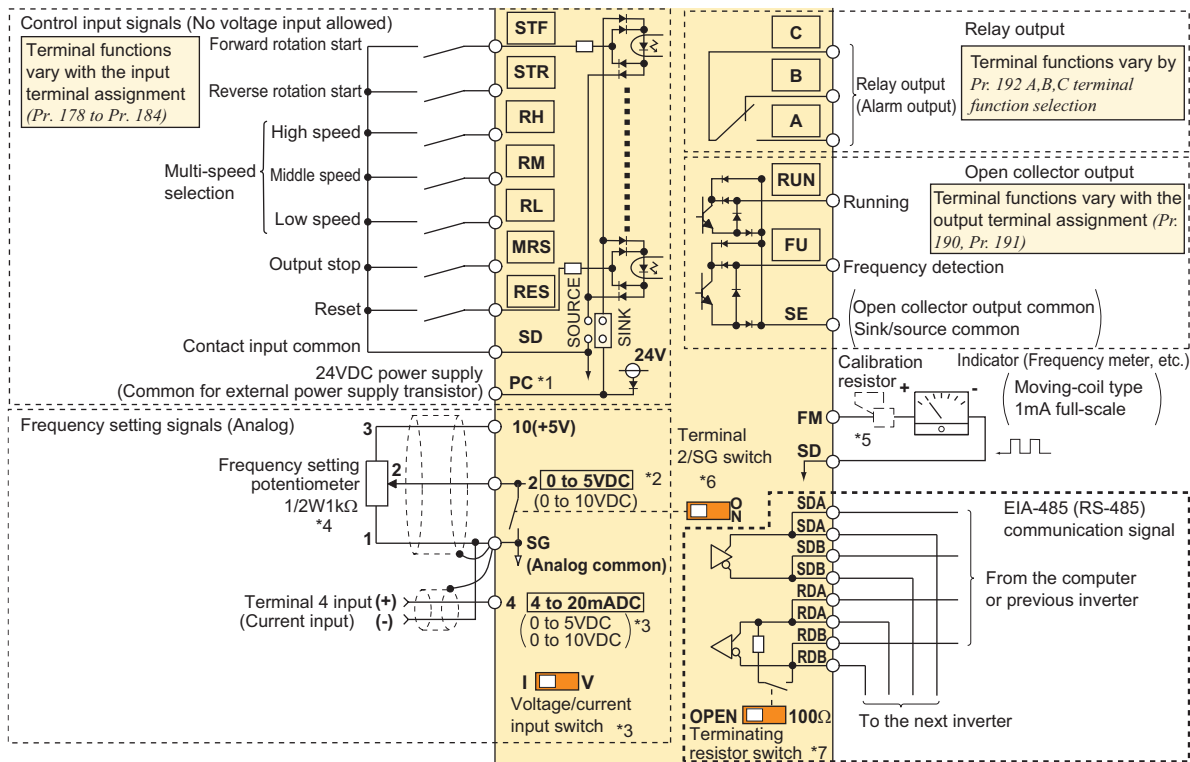 Control input signals (No voltage input allowed)
Terminal functions
vary with the input
terminal assignment
(Pr. 178 to Pr. 184)
Forward rotation start
Reverse rotation start
Multi-speed
selection
High speed
Middle speed
Low speed
Output stop
Reset
Contact input common
24VDC power supply
(Common for external power supply transistor)
STF
STR
RH
RM
RL
MRS
RES
SD
PC *1
SOURCE
SINK
24V
C
B
A
Relay output
Relay output
(Alarm output)
Terminal functions vary by
Pr. 192 A,B,C terminal
function selection
Open collector output
RUN
Running
Terminal functions vary with the
output terminal assignment (Pr.
190, Pr. 191)
FU
Frequency detection
SE
Open collector output common
Sink/source common
Calibration
resistor
Indicator (Frequency meter, etc.)
+
-
(Moving-coil type
1mA full-scale)
FM
*5
SD
Frequency setting signals (Analog)
3
2
1
Frequency setting
potentiometer
1/2W1kΩ
*4
10(+5V)
2 0 to 5VDC *2
(0 to 10VDC)
SG
(Analog common)
Terminal 4 input (+)
(Current input) (-)
4 4 to 20mADC
(0 to 5VDC
0 to 10VDC) *3
I V
Voltage/current
input switch *3
Terminal
2/SG switch
*6
ON
SDA
SDA
SDB
SDB
RDA
RDA
RDB
RDB
EIA-485 (RS-485)
communication signal
From the computer
or previous inverter
To the next inverter
OPEN 100Ω
Terminating
resistor switch *7